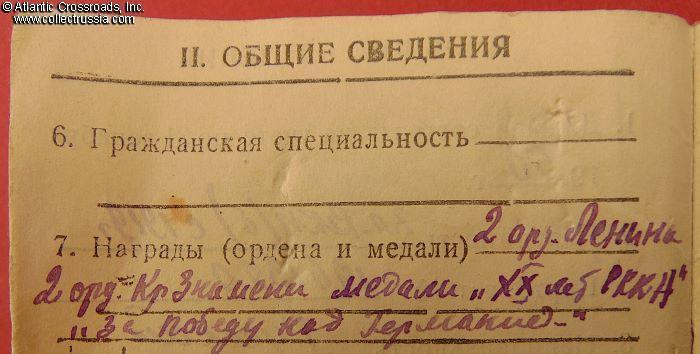 © Atlantic Crossroads, Inc.
www.collectrussia.com
II. ОБЩИЕ СВЕДЕНИЯ
6. Гражданская специальность
7. Награды (ордена и медали) 2 орд. Ленина
2 орд. Кр Знамени медали „XX лет РККА"
„За победу над Германией"